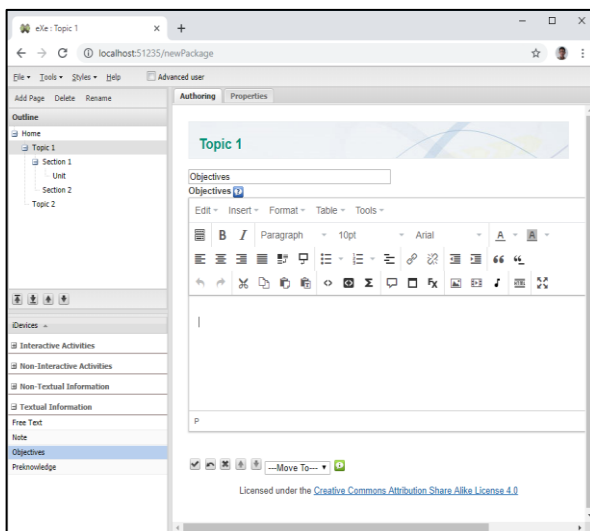 eXe : Topic 1
localhost:51235/newPackage
File Tools Styles Help Advanced user
Add Page Delete Rename
Outline
Home
Topic 1
Section 1
Unit
Section 2
Topic 2
iDevices
Interactive Activities
Non-Interactive Activities
Non-Textual Information
Textual Information
Free Text
Note
Objectives
Preknowledge
Authoring Properties
Topic 1
Objectives
Objectives
Edit Insert Format Table Tools
B I Paragraph 10pt Arial A A
P
---Move To---
Licensed under the Creative Commons Attribution Share Alike License 4.0